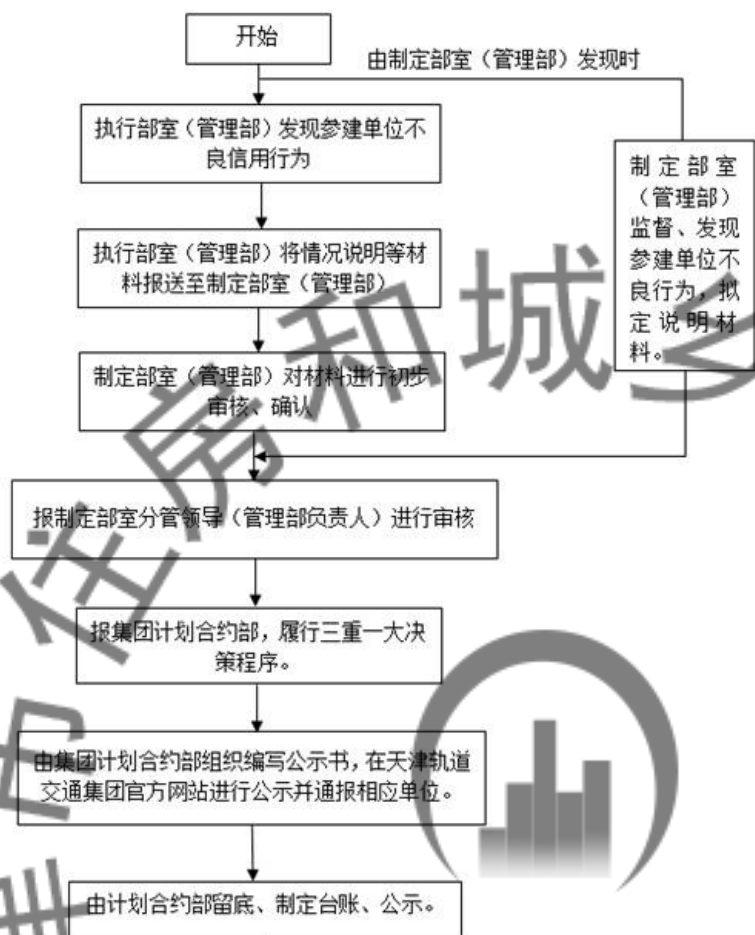 开始
由制定部室（管理部）发现时
执行部室（管理部）发现参建单位不
良信用行为
制定部室
（管理部）
监督、发现
参建单位不
良行为，拟
定说明材
料。
执行部室（管理部）将情况说明等材
料报送至制定部室（管理部）
制定部室（管理部）对材料进行初步
审核、确认
报制定部室分管领导（管理部负责人）进行审核
报集团计划合约部，履行三重一大决
策程序。
由集团计划合约部组织编写公示书，在天津轨道
交通集团官方网站进行公示并通报相应单位。
由计划合约部留底、制定台账、公示。
市住房和城乡